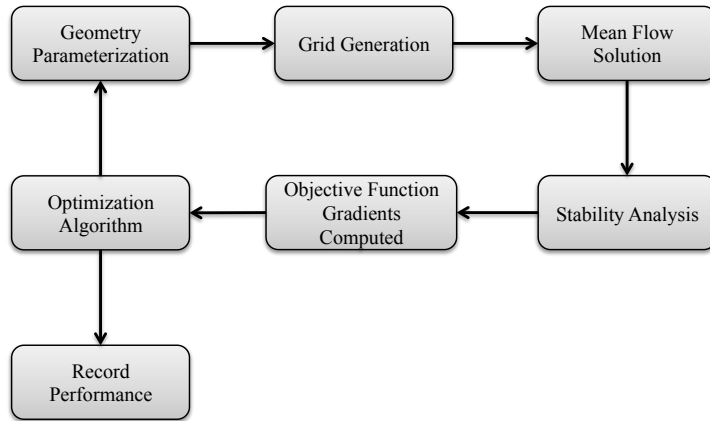 Geometry
Parameterization
Grid Generation
Mean Flow
Solution
Optimization
Algorithm
Objective Function
Gradients
Computed
Stability Analysis
Record
Performance